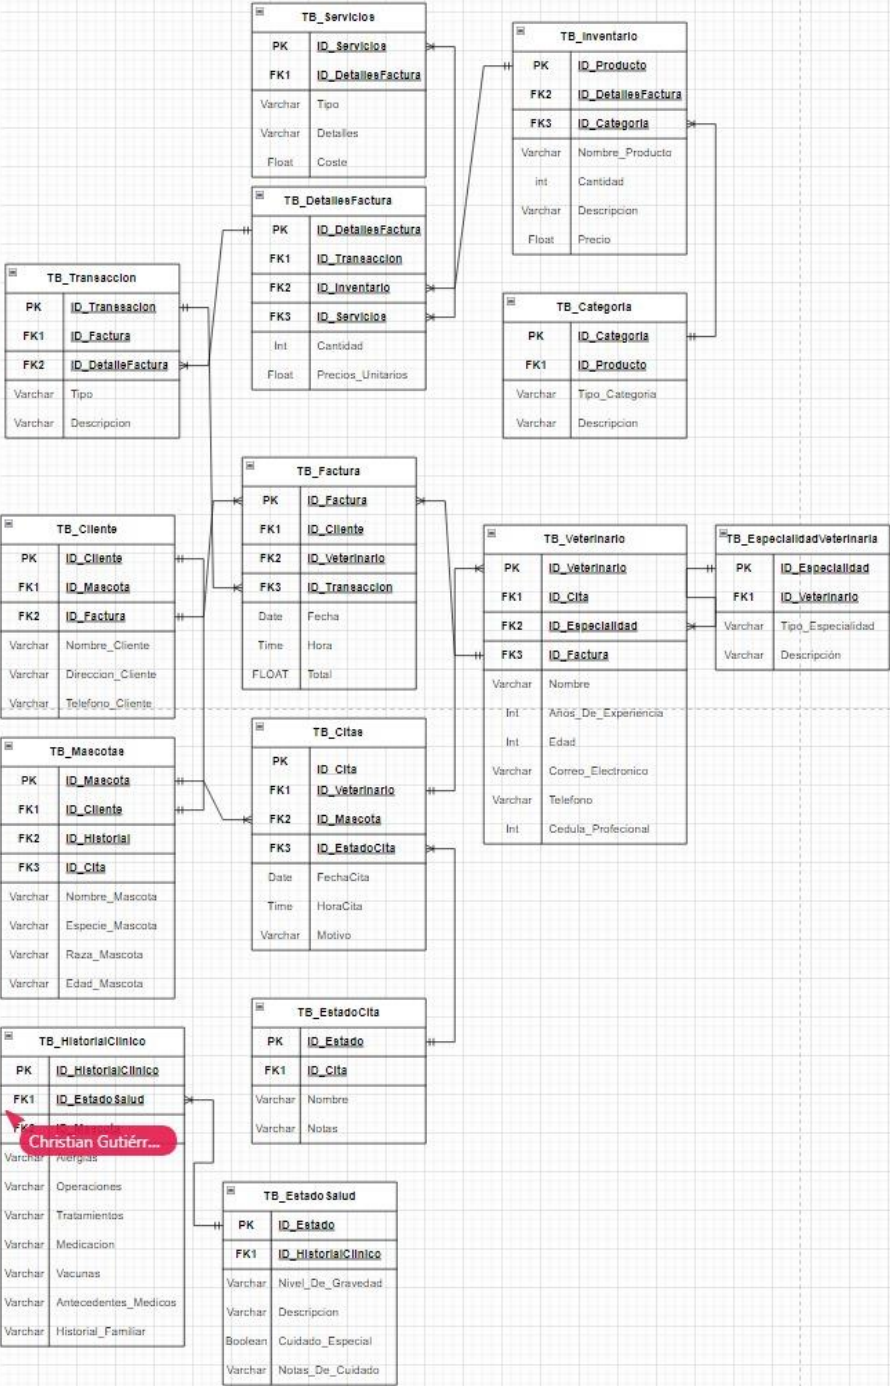 TB_Servicios
PK ID_Servicios
FK1 ID_DetallesFactura
Varchar Tipo
Varchar Detalles
Float Coste
TB_Inventario
PK ID_Producto
FK2 ID_DetallesFactura
FK3 ID_Categoria
Varchar Nombre_Producto
int Cantidad
Varchar Descripcion
Float Precio
TB_DetallesFactura
PK ID_DetallesFactura
FK1 ID_Transaccion
FK2 ID_Inventario
FK3 ID_Servicios
Int Cantidad
Float Precios_Unitarios
TB_Transaccion
PK ID_Transsacion
FK1 ID_Factura
FK2 ID_DetalleFactura
Varchar Tipo
Varchar Descripcion
TB_Categoria
PK ID_Categoria
FK1 ID_Producto
Varchar Tipo_Categoria
Varchar Descripcion
TB_Factura
PK ID_Factura
FK1 ID_Cliente
FK2 ID_Veterinario
FK3 ID_Transaccion
Date Fecha
Time Hora
FLOAT Total
TB_Cliente
PK ID_Cliente
FK1 ID_Mascota
FK2 ID_Factura
Varchar Nombre_Cliente
Varchar Direccion_Cliente
Varchar Telefono_Cliente
TB_Veterinario
PK ID_Veterinario
FK1 ID_Cita
FK2 ID_Especialidad
FK3 ID_Factura
Varchar Nombre
Int Años_De_Experiencia
Int Edad
Varchar Correo_Electronico
Varchar Telefono
Int Cedula_Profecional
TB_EspecialidadVeterinaria
PK ID_Especialidad
FK1 ID_Veterinario
Varchar Tipo_Especialidad
Varchar Descripción
TB_Mascotas
PK ID_Mascota
FK1 ID_Cliente
FK2 ID_Historial
FK3 ID_Cita
Varchar Nombre_Mascota
Varchar Especie_Mascota
Varchar Raza_Mascota
Varchar Edad_Mascota
TB_Citas
PK ID_Cita
FK1 ID_Veterinario
FK2 ID_Mascota
FK3 ID_EstadoCita
Date FechaCita
Time HoraCita
Varchar Motivo
TB_EstadoCita
PK ID_Estado
FK1 ID_Cita
Varchar Nombre
Varchar Notas
TB_HistorialClinico
PK ID_HistorialClinico
FK1 ID_EstadoSalud
Christian Gutiérr...
Varchar Alergias
Varchar Operaciones
Varchar Tratamientos
Varchar Medicacion
Varchar Vacunas
Varchar Antecedentes_Medicos
Varchar Historial_Familiar
TB_EstadoSalud
PK ID_Estado
FK1 ID_HistorialClinico
Varchar Nivel_De_Gravedad
Varchar Descripcion
Boolean Cuidado_Especial
Varchar Notas_De_Cuidado